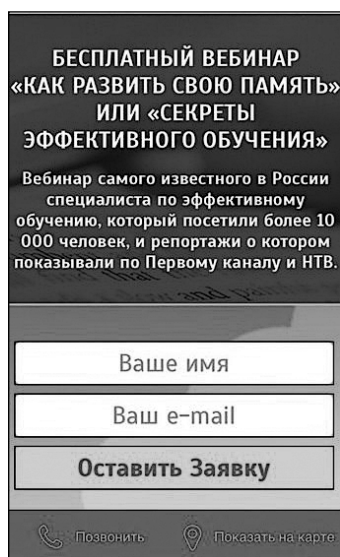 БЕСПЛАТНЫЙ ВЕБИНАР
«КАК РАЗВИТЬ СВОЮ ПАМЯТЬ»
ИЛИ «СЕКРЕТЫ
ЭФФЕКТИВНОГО ОБУЧЕНИЯ»
Вебинар самого известного в России
специалиста по эффективному
обучению, который посетили более 10
000 человек, и репортажи о котором
показывали по Первому каналу и НТВ.
Ваше имя
Ваш e-mail
Оставить Заявку
Позвонить Показать на карте